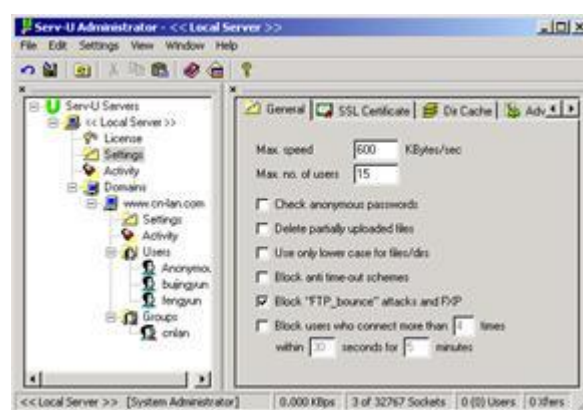 Serv-U Administrator - << Local Server >>
File Edit Settings View Window Help
Serv-U Servers
<< Local Server >>
License
Settings
Activity
Domains
www.cn-lan.com
Settings
Activity
Users
Anonymou
bujingyun
fengyun
Groups
cnlan
General
SSL Certificate
Dir Cache
Adv
Max. speed 600 KBytes/sec
Max. no. of users 15
Check anonymous passwords
Delete partially uploaded files
Use only lower case for files/dirs
Block anti time-out schemes
Block "FTP_bounce" attacks and FXP
Block users who connect more than 4 times
within 30 seconds for 5 minutes
<< Local Server >> [System Administrator] 0.000 KBps 3 of 32767 Sockets 0 (0) Users 0 Xfers